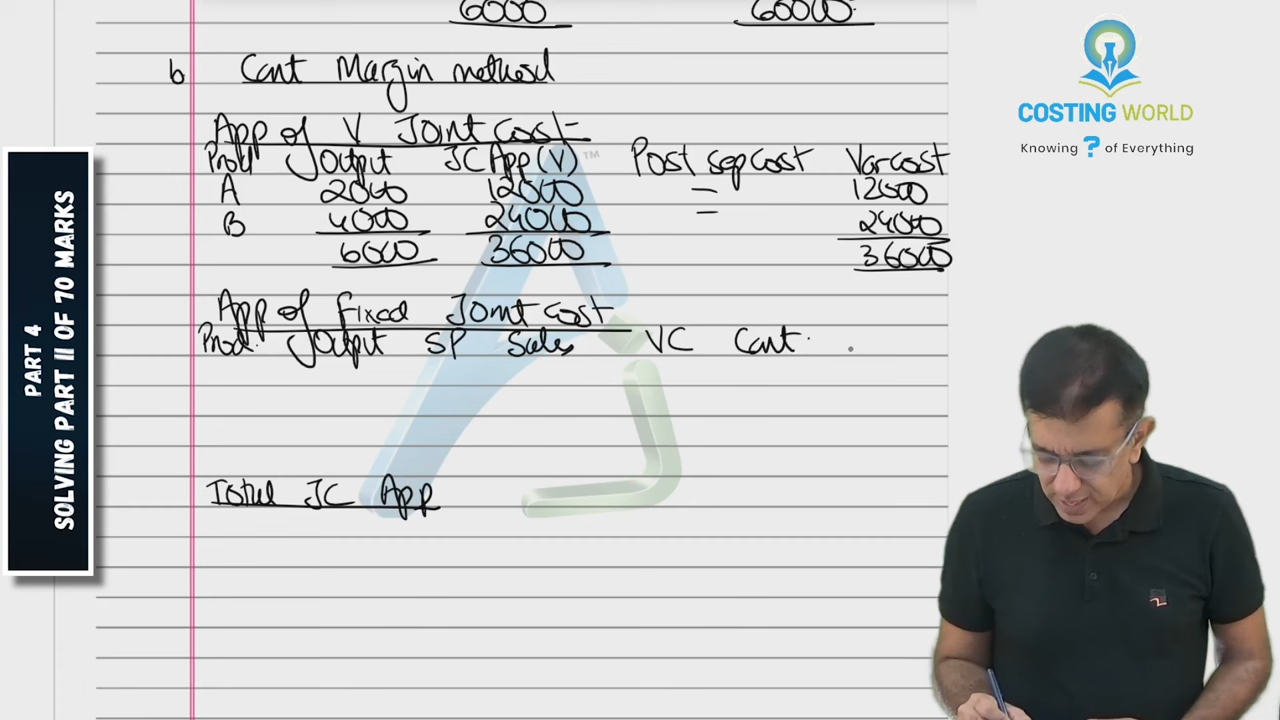 6000 60000
b Cont Margin method
App of V Joint Cost
Prod Output JC App (V) Post sep cost Var cost
A 2000 12000 - 12000
B 4000 24000 - 24000
6000 36000 36000
App of Fixed Joint Cost
Prod. Output SP Sales VC Cont.
Total JC App
PART 4
SOLVING PART II OF 70 MARKS
COSTING WORLD
Knowing ? of Everything
TM